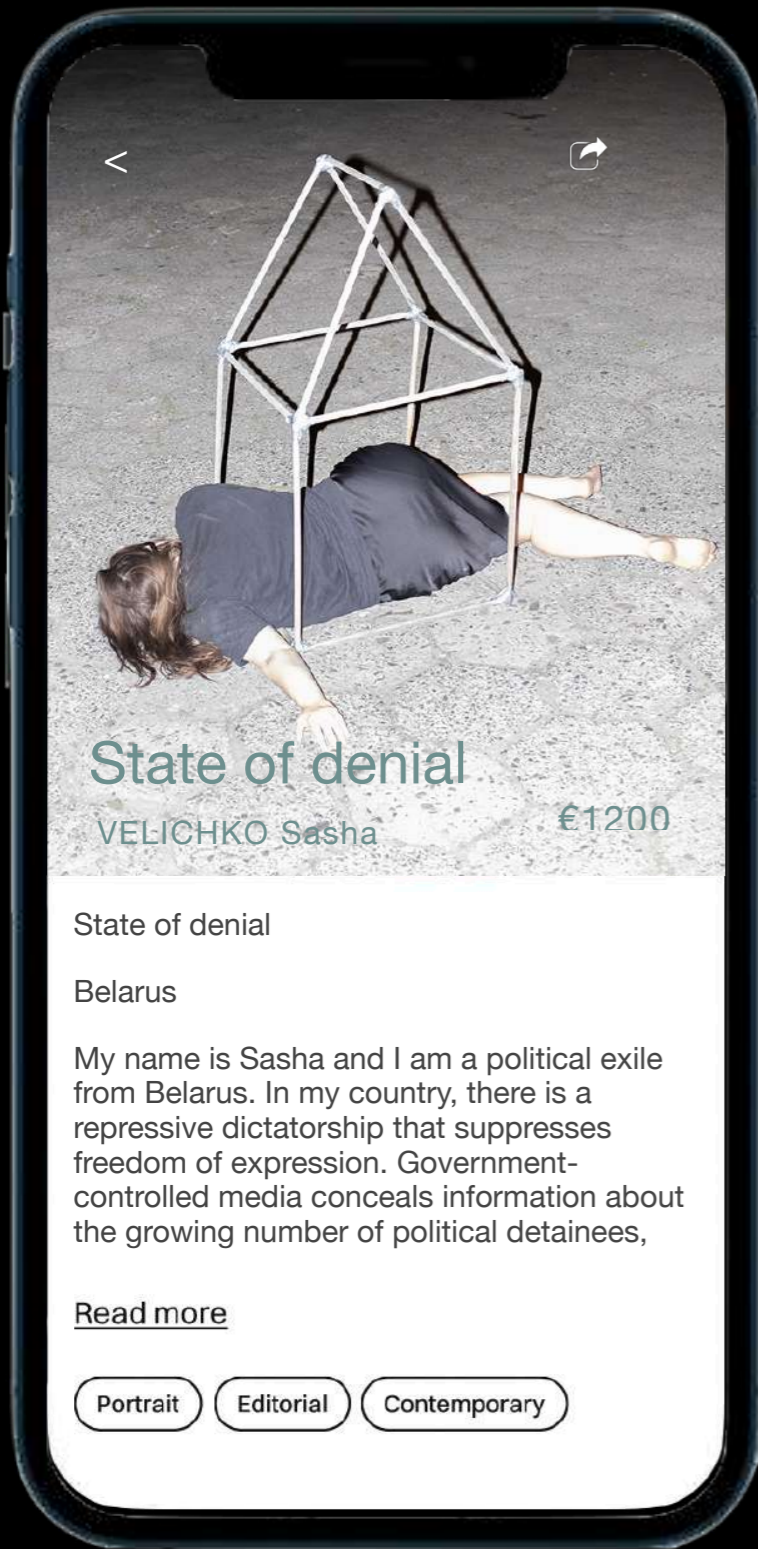 <
State of denial
VELICHKO Sasha
€1200
State of denial
Belarus
My name is Sasha and I am a political exile
from Belarus. In my country, there is a
repressive dictatorship that suppresses
freedom of expression. Government-
controlled media conceals information about
the growing number of political detainees,
Read more
Portrait
Editorial
Contemporary